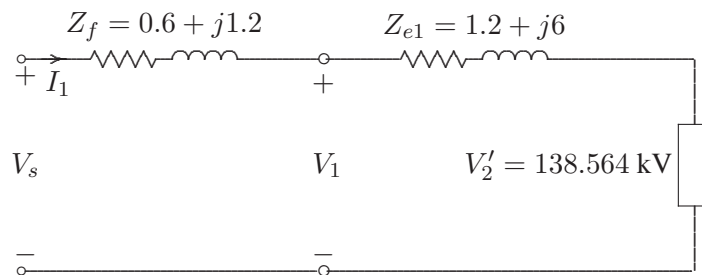 Z_f = 0.6 + j1.2
Z_{e1} = 1.2 + j6
+
I_1
+
V_s
V_1
V_2' = 138.564 kV
−
−